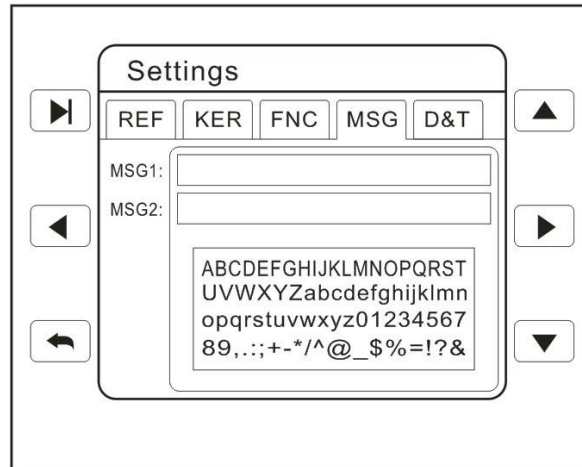 Settings
REF KER FNC MSG D&T
MSG1:
MSG2:
ABCDEFGHIJKLMNOPQRST
UVWXYZabcdefghijklmn
opqrstuvwxyz01234567
89,.:;+-*/^@_$%=!?&